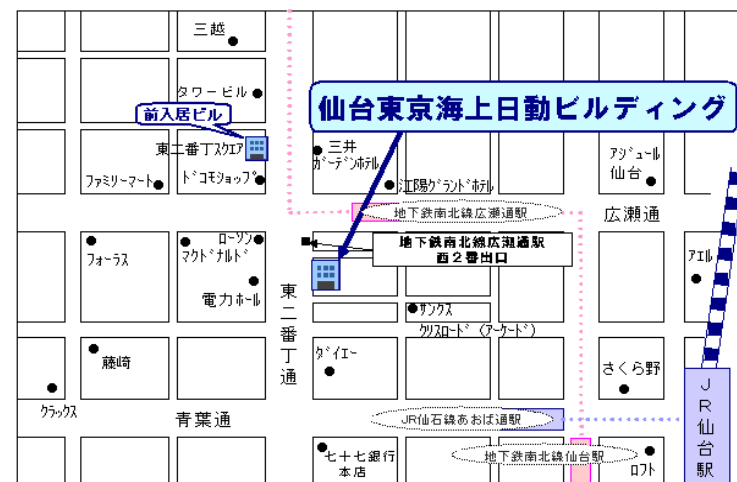 三越
タワービル
前入居ビル
仙台東京海上日動ビルディング
東二番丁スクエア
三井
ガーデンホテル
アジュール
仙台
ファミリーマート
ドコモショップ
江陽グランドホテル
地下鉄南北線広瀬通駅
広瀬通
フォーラス
マクドナルド
ローソン
地下鉄南北線広瀬通駅
西2番出口
アエル
電力ホール
東二番丁通
サンクス
クリスロード (アーケード)
藤崎
ダイエー
さくら野
クラックス
青葉通
JR仙石線あおば通駅
JR仙台駅
七十七銀行
本店
地下鉄南北線仙台駅
ロフト